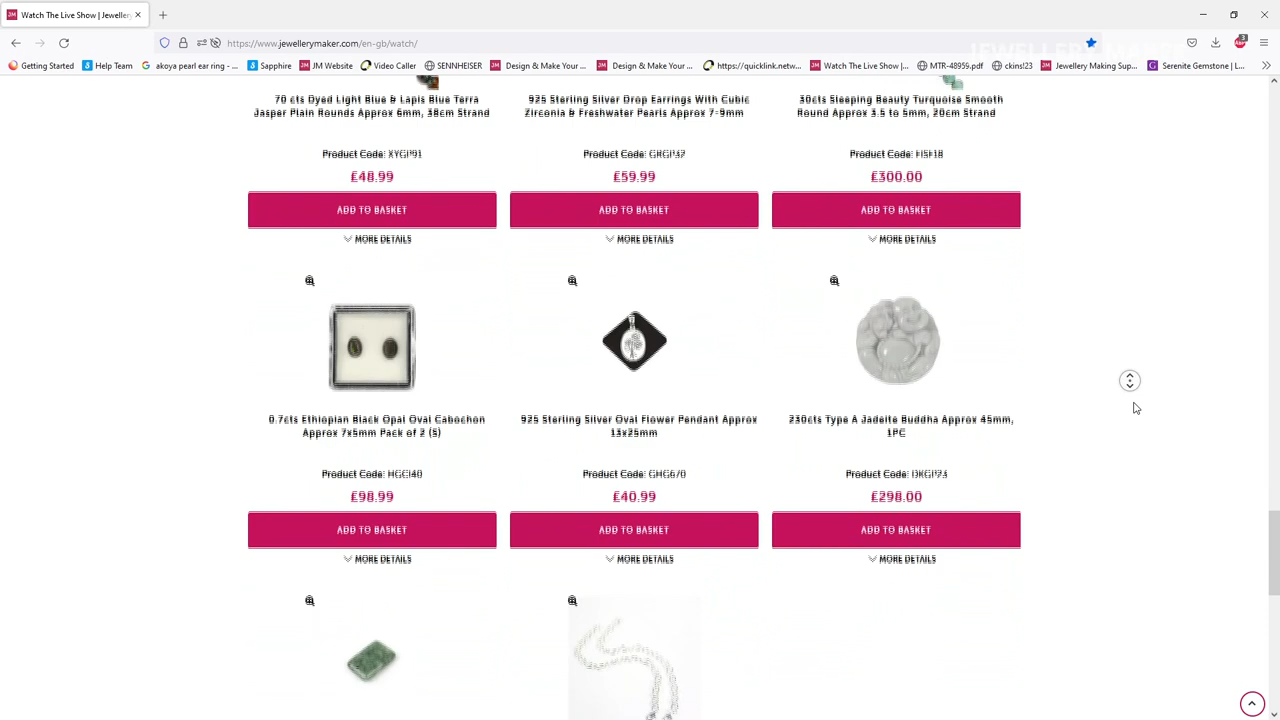 Watch The Live Show | Jeweller
https://www.jewellerymaker.com/en-gb/watch/
3
Getting Started
Help Team
akoya pearl ear ring - ...
Sapphire
JM Website
Video Caller
SENNHEISER
Design & Make Your ...
Design & Make Your ...
https://quicklink.netw...
Watch The Live Show |...
MTR-48959.pdf
ckins!23
Jewellery Making Sup...
Serenite Gemstone | L...
70 cts Dyed Light Blue & Lapis Blue Terra
Jasper Plain Rounds Approx 6mm, 38cm Strand
Product Code: XYGP91
£48.99
ADD TO BASKET
MORE DETAILS
925 Sterling Silver Drop Earrings With Cubic
Zirconia & Freshwater Pearls Approx 7-9mm
Product Code: GRGP37
£59.99
ADD TO BASKET
MORE DETAILS
30cts Sleeping Beauty Turquoise Smooth
Round Approx 3.5 to 5mm, 20cm Strand
Product Code:
£300.00
ADD TO BASKET
MORE DETAILS
0.7cts Ethiopian Black Opal Oval Cabochon
Approx 7x5mm Pack of 2 (S)
Product Code:
£98.99
ADD TO BASKET
MORE DETAILS
925 Sterling Silver Oval Flower Pendant Approx
13x25mm
Product Code: GHG670
£40.99
ADD TO BASKET
MORE DETAILS
230cts Type A Jadeite Buddha Approx 45mm,
1PC
Product Code:
£298.00
ADD TO BASKET
MORE DETAILS